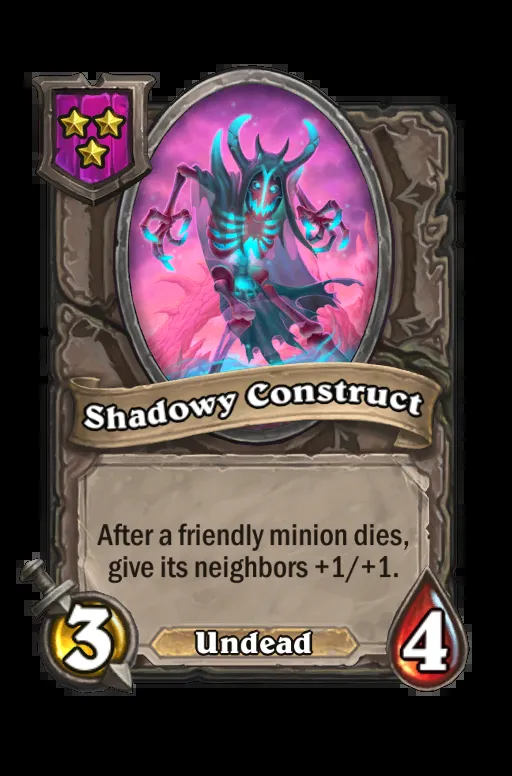 Shadowy Construct
After a friendly minion dies,
give its neighbors +1/+1.
3
Undead
4